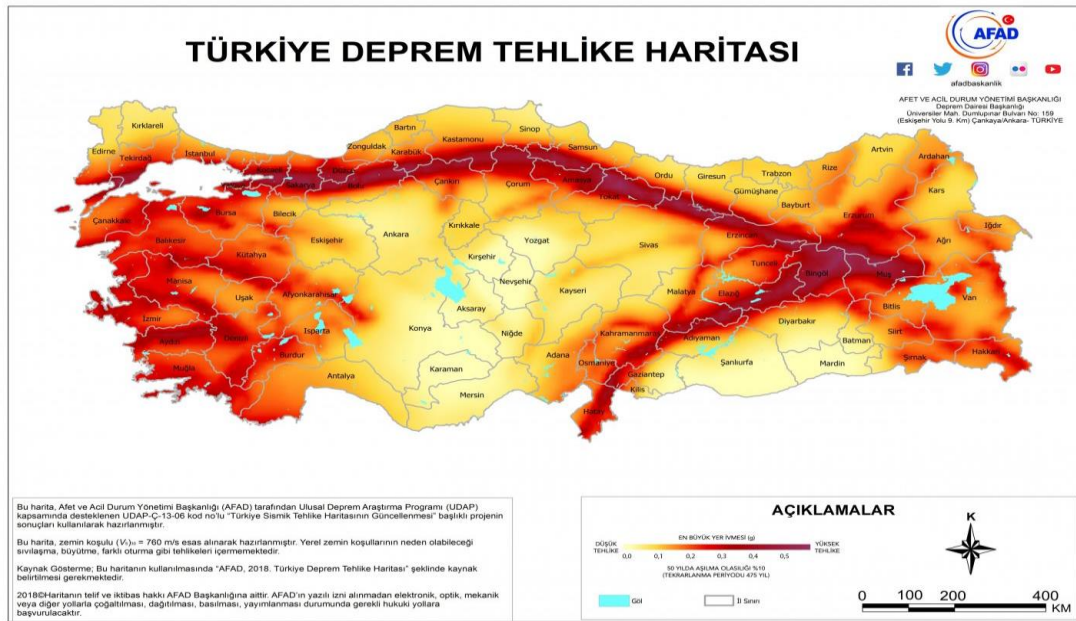 TÜRKİYE DEPREM TEHLİKE HARİTASI
AFAD
afadbaskanlik
AFET VE ACİL DURUM YÖNETİMİ BAŞKANLIĞI
Deprem Dairesi Başkanlığı
Üniversiler Mah. Dumlupınar Bulvarı No: 159
(Eskişehir Yolu 9. Km) Çankaya/Ankara- TÜRKİYE
Kırklareli
Edirne
Tekirdağ
İstanbul
Zonguldak
Bartın
Karabük
Kastamonu
Sinop
Samsun
Ordu
Giresun
Trabzon
Rize
Artvin
Ardahan
Kars
Gümüşhane
Bayburt
Sakarya
Bolu
Çankırı
Çorum
Amasya
Tokat
Çanakkale
Bursa
Bilecik
Eskişehir
Ankara
Kırıkkale
Yozgat
Sivas
Erzincan
Erzurum
Ağrı
Iğdır
Balıkesir
Kütahya
Kırşehir
Nevşehir
Kayseri
Malatya
Tunceli
Elazığ
Bingöl
Muş
Bitlis
Van
Manisa
Uşak
Afyonkarahisar
Aksaray
Konya
Niğde
İzmir
Aydın
Denizli
Isparta
Burdur
Muğla
Antalya
Karaman
Mersin
Adana
Kahramanmaraş
Osmaniye
Gaziantep
Kilis
Hatay
Adıyaman
Şanlıurfa
Diyarbakır
Batman
Mardin
Siirt
Şırnak
Hakkari
Bu harita, Afet ve Acil Durum Yönetimi Başkanlığı (AFAD) tarafından Ulusal Deprem Araştırma Programı (UDAP)
kapsamında desteklenen UDAP-Ç-13-06 kod no'lu "Türkiye Sismik Tehlike Haritasının Güncellenmesi" başlıklı projenin
sonuçları kullanılarak hazırlanmıştır.
Bu harita, zemin koşulu (Vₛ)₃₀ = 760 m/s esas alınarak hazırlanmıştır. Yerel zemin koşullarının neden olabileceği
sıvılaşma, büyütme, farklı oturma gibi tehlikeleri içermemektedir.
Kaynak Gösterme; Bu haritanın kullanılmasında "AFAD, 2018. Türkiye Deprem Tehlike Haritası" şeklinde kaynak
belirtilmesi gerekmektedir.
2018©Haritanın telif ve iktibas hakkı AFAD Başkanlığına aittir. AFAD'ın yazılı izni alınmadan elektronik, optik, mekanik
veya diğer yollarla çoğaltılması, dağıtılması, basılması, yayımlanması durumunda gerekli hukuki yollara
başvurulacaktır.
AÇIKLAMALAR
DÜŞÜK
TEHLİKE
EN BÜYÜK YER İVMESİ (g)
YÜKSEK
TEHLİKE
0,0 0,1 0,2 0,3 0,4 0,5
50 YILDA AŞILMA OLASILIĞI %10
(TEKRARLANMA PERİYODU 475 YIL)
Göl
İl Sınırı
K
0 100 200 400 600 800
KM